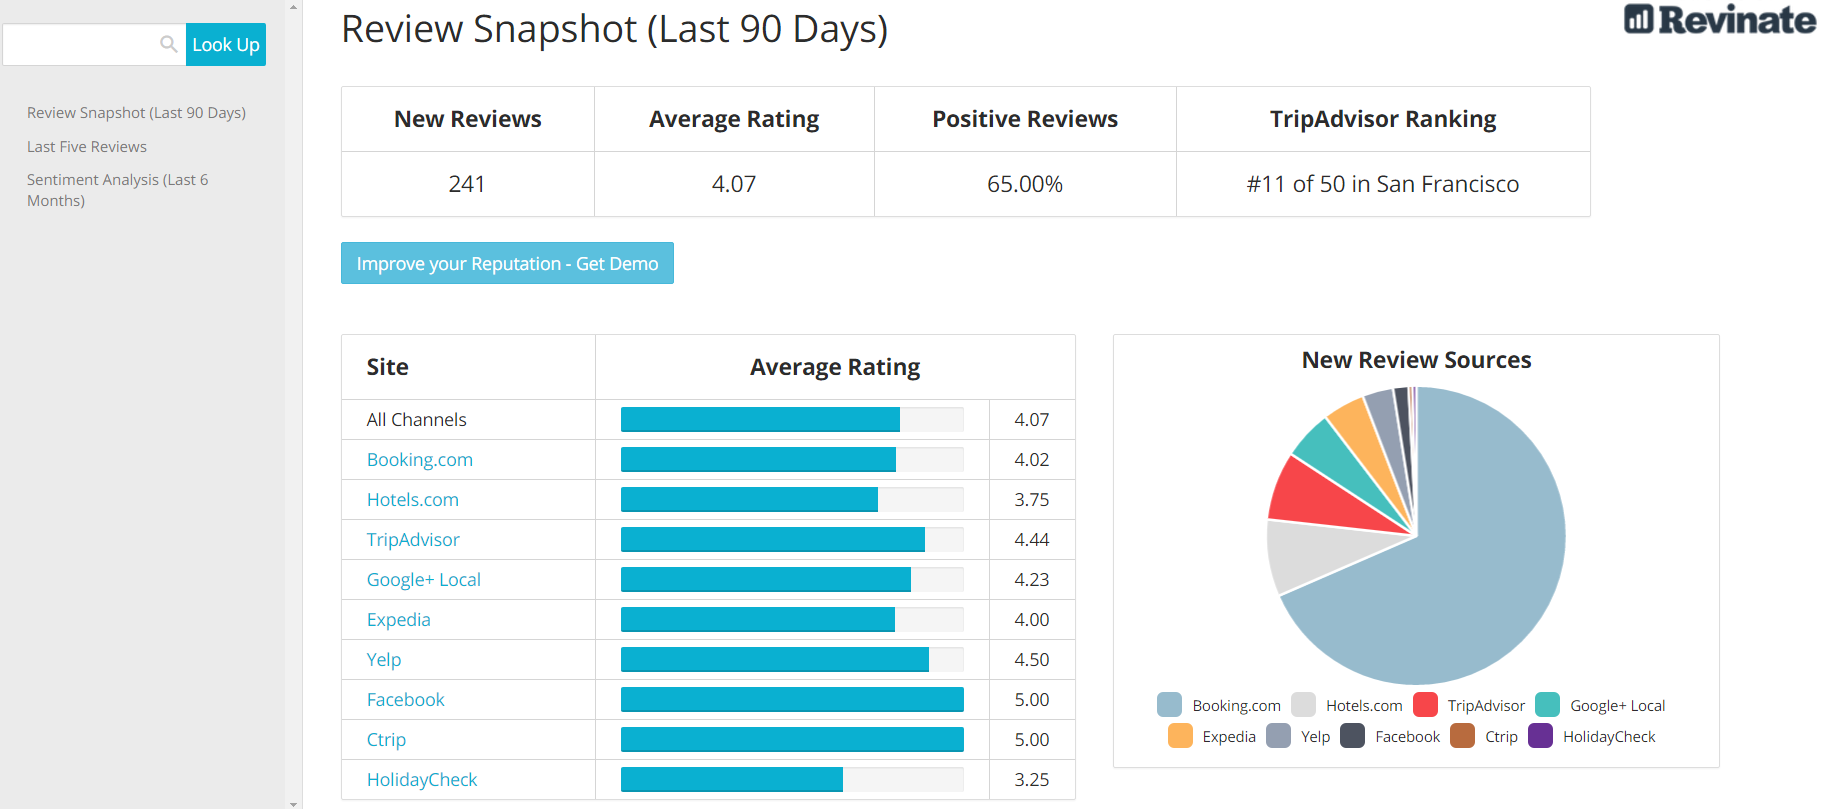 Look Up
Review Snapshot (Last 90 Days)
Last Five Reviews
Sentiment Analysis (Last 6
Months)
Review Snapshot (Last 90 Days)
Revinate
New Reviews Average Rating Positive Reviews TripAdvisor Ranking
241 4.07 65.00% #11 of 50 in San Francisco
Improve your Reputation - Get Demo
Site Average Rating
All Channels 4.07
Booking.com 4.02
Hotels.com 3.75
TripAdvisor 4.44
Google+ Local 4.23
Expedia 4.00
Yelp 4.50
Facebook 5.00
Ctrip 5.00
HolidayCheck 3.25
New Review Sources
Booking.com Hotels.com TripAdvisor Google+ Local
Expedia Yelp Facebook Ctrip HolidayCheck